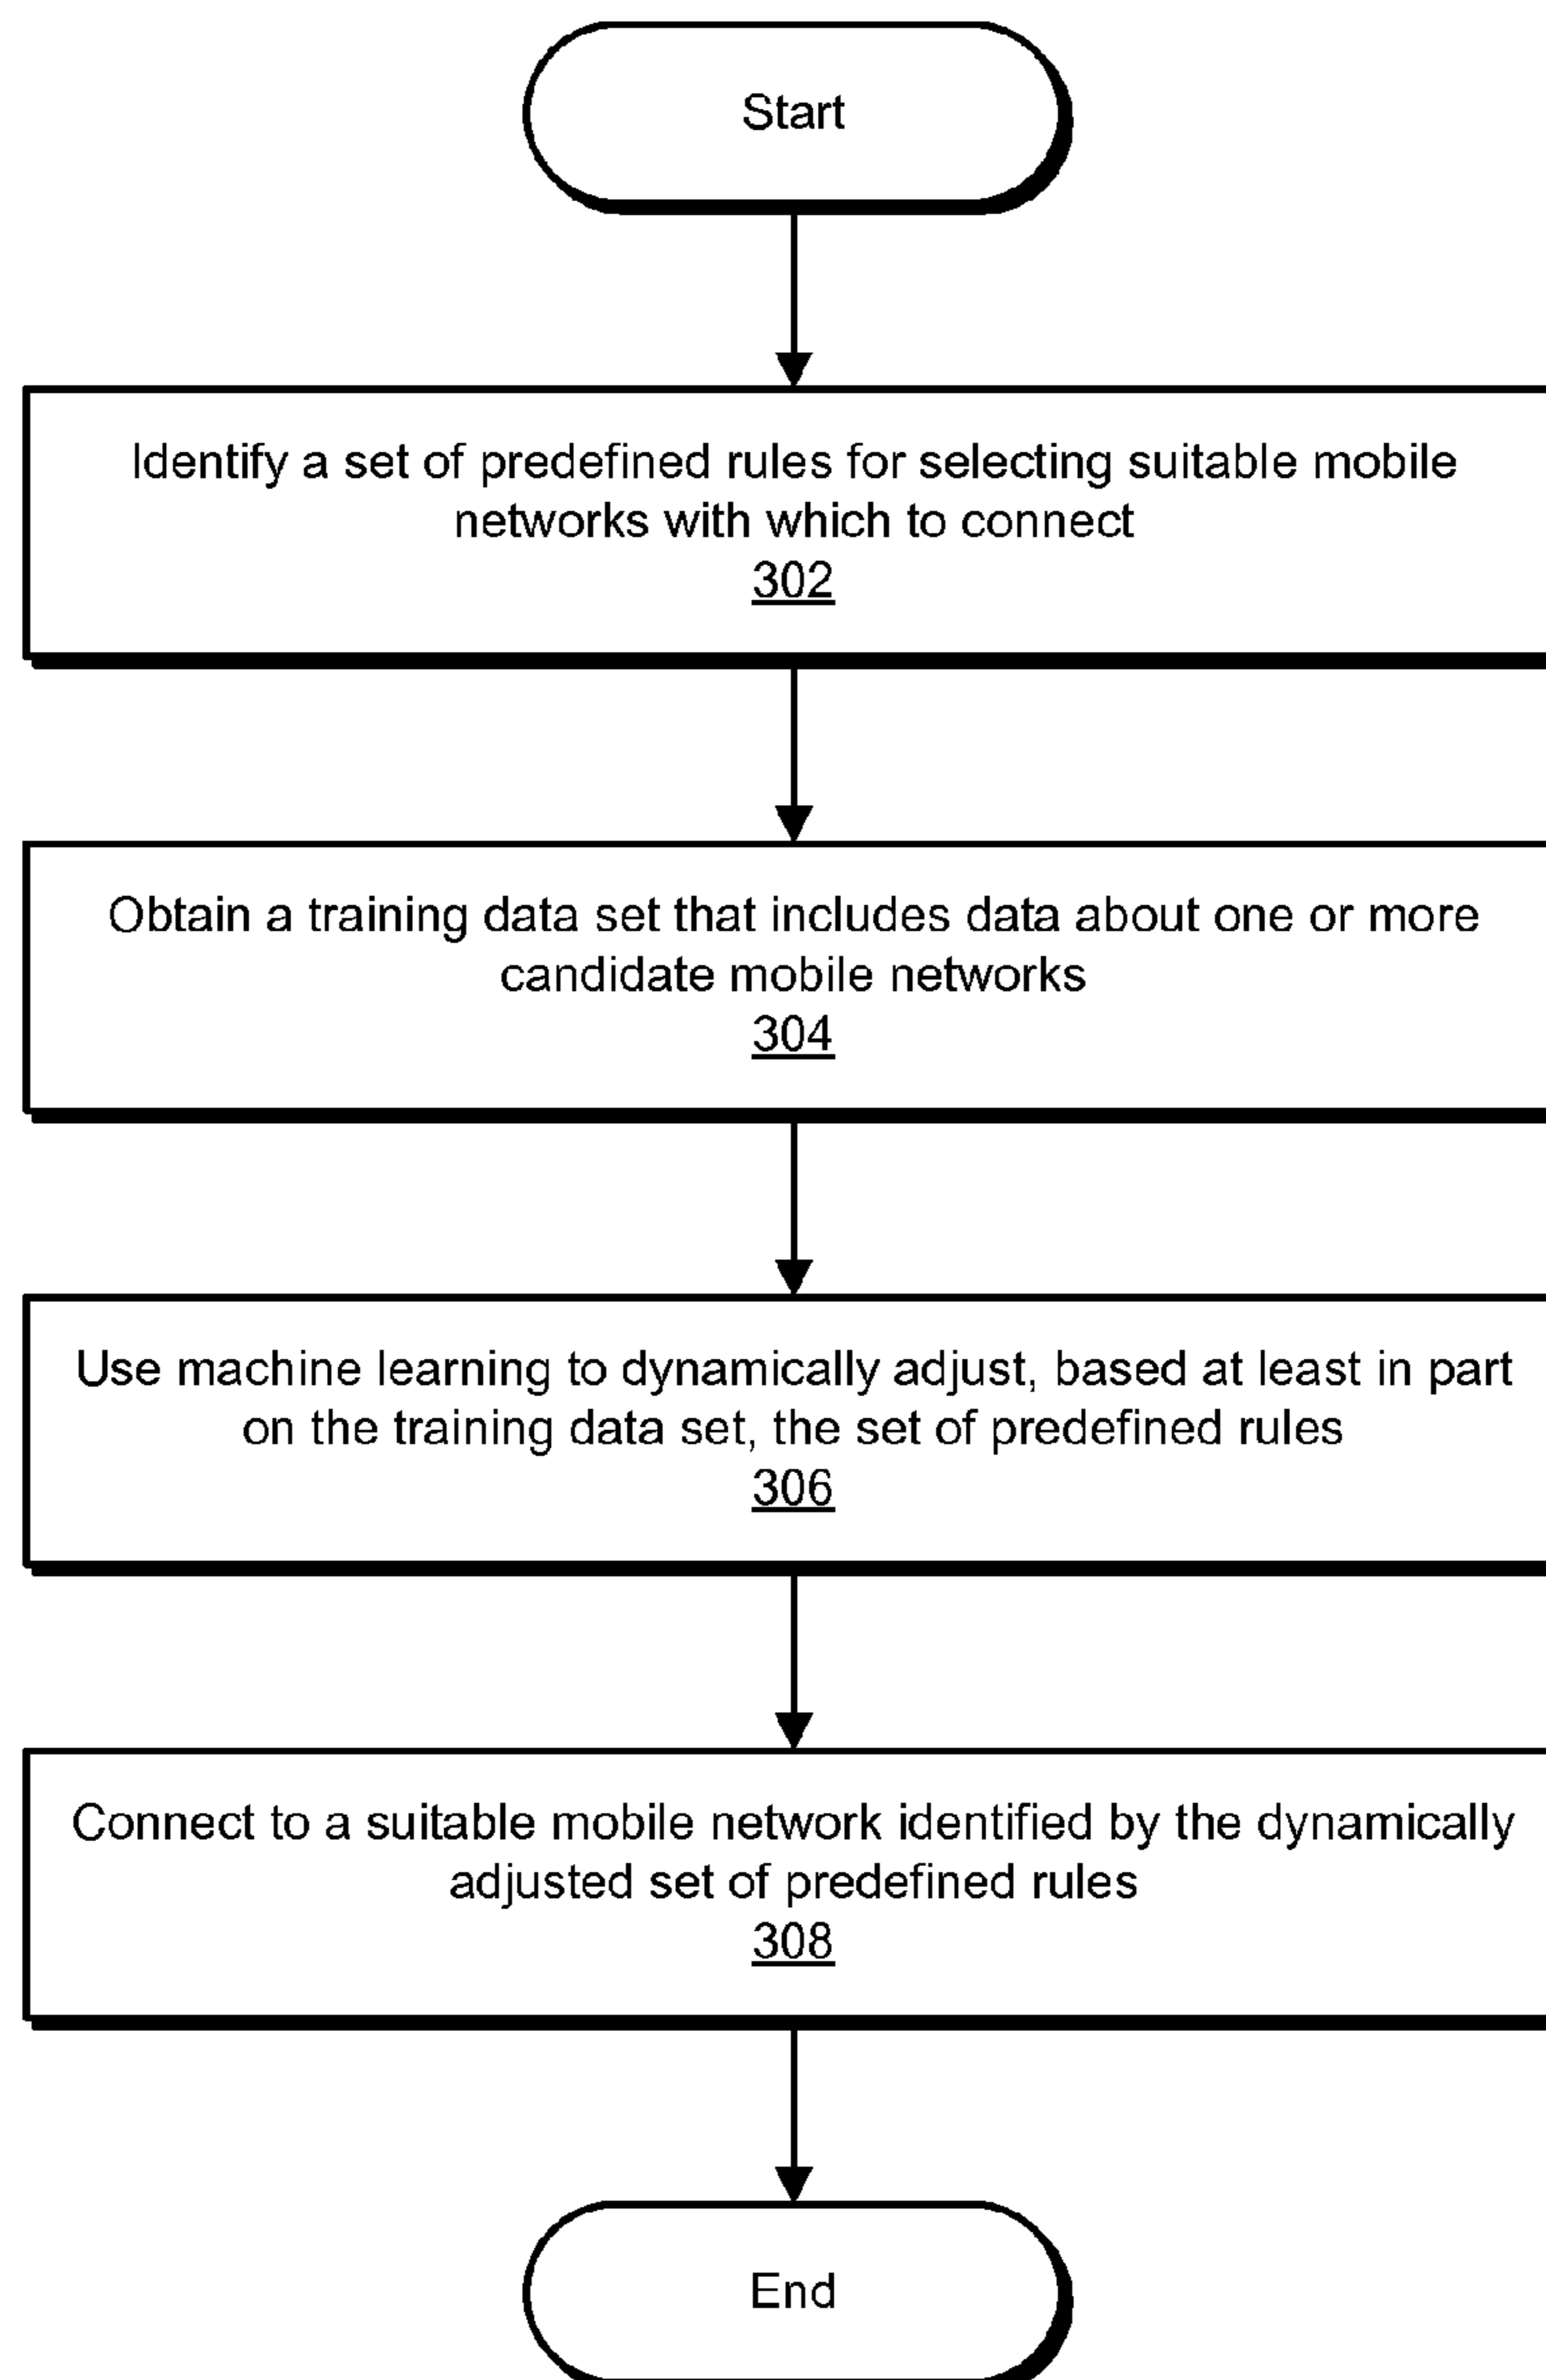 Start
Identify a set of predefined rules for selecting suitable mobile
networks with which to connect
302
Obtain a training data set that includes data about one or more
candidate mobile networks
304
Use machine learning to dynamically adjust, based at least in part
on the training data set, the set of predefined rules
306
Connect to a suitable mobile network identified by the dynamically
adjusted set of predefined rules
308
End